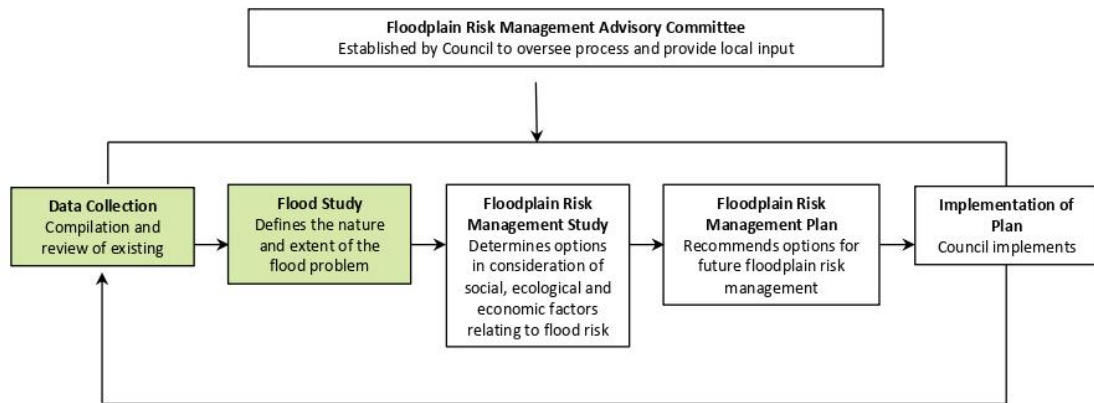 Floodplain Risk Management Advisory Committee
Established by Council to oversee process and provide local input
Data Collection
Compilation and
review of existing
Flood Study
Defines the nature
and extent of the
flood problem
Floodplain Risk
Management Study
Determines options
in consideration of
social, ecological and
economic factors
relating to flood risk
Floodplain Risk
Management Plan
Recommends options for
future floodplain risk
management
Implementation of
Plan
Council implements